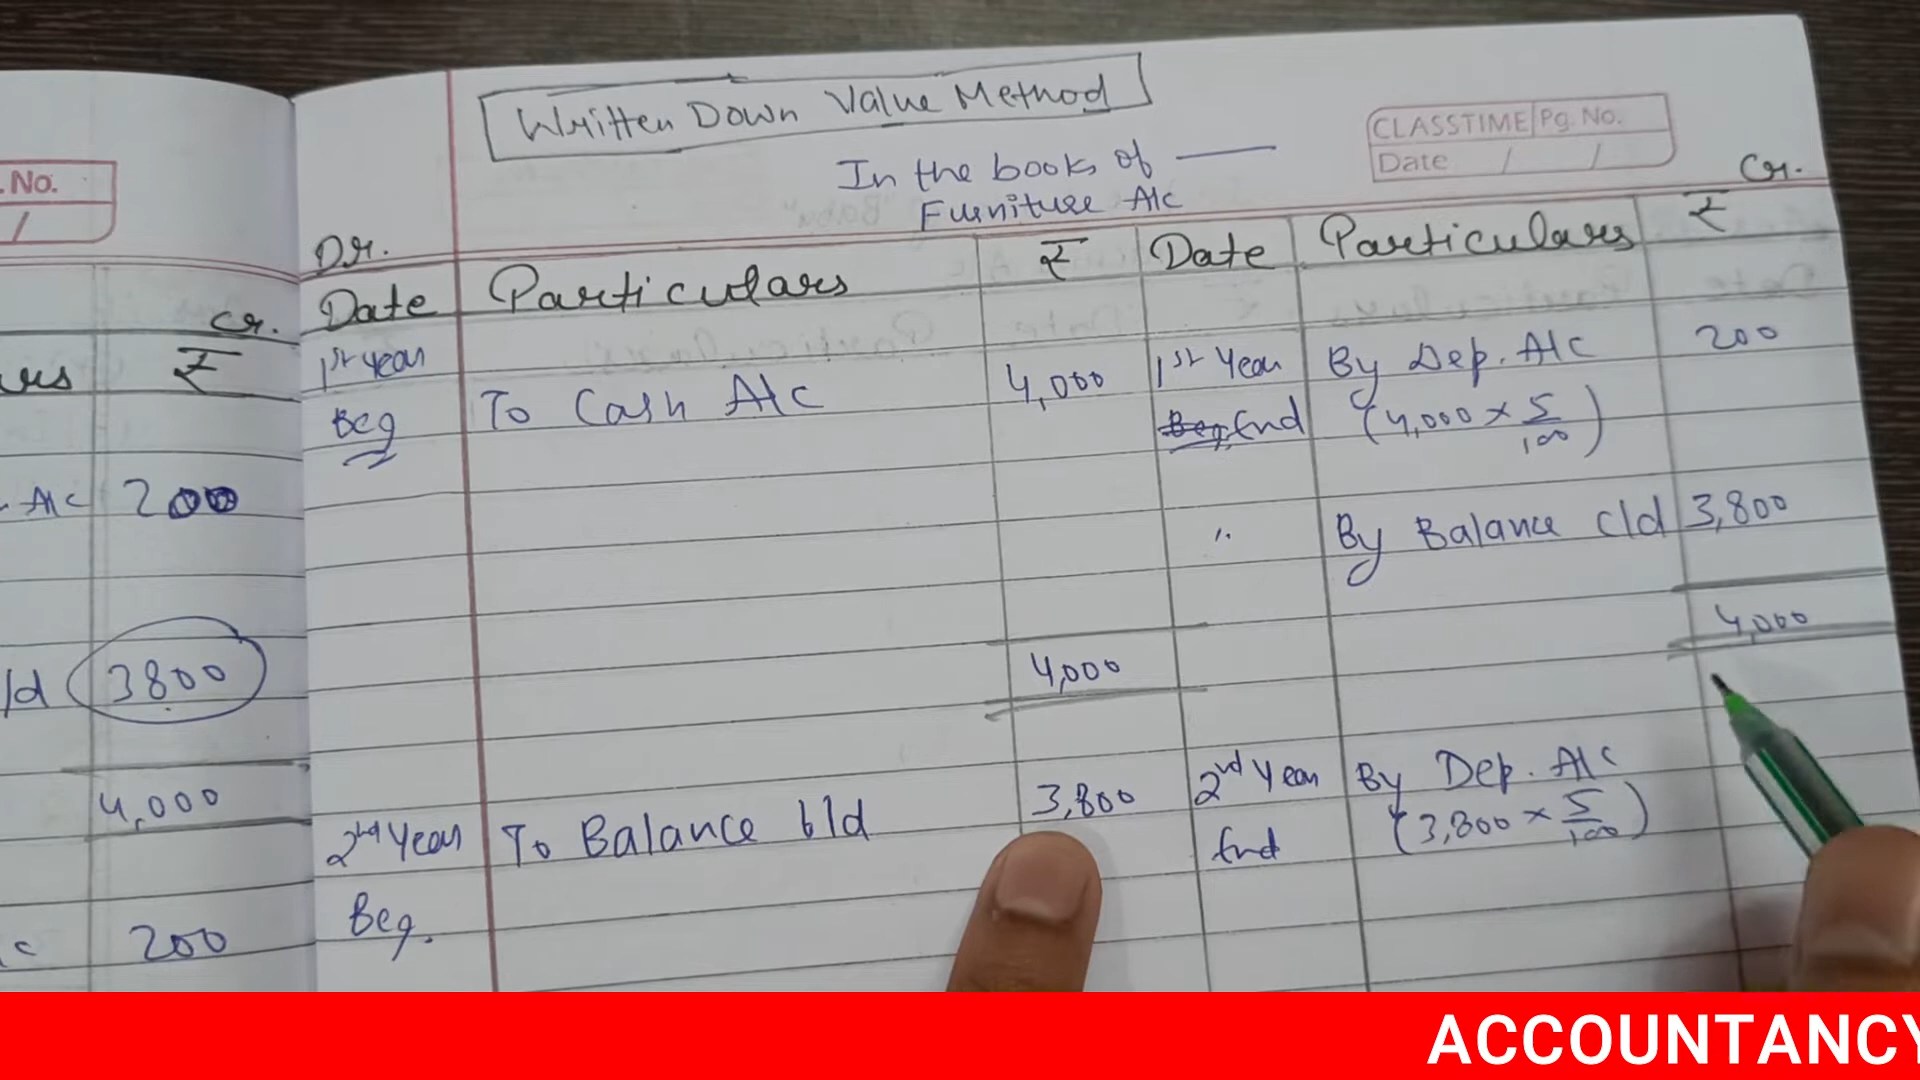 . No.
/
cr.
₹
200
/d 3800
4,000
200
Written Down Value Method
CLASSTIME Pg. No.
Date / /
In the books of
Furniture A/c
Dr.
Cr.
Date Particulars ₹ Date Particulars ₹
1st Year
Beg To Cash A/c 4,000 1st Year By Dep. A/c 200
End (4,000 × 5/100)
" By Balance c/d 3,800
4,000 4,000
2nd Year To Balance b/d 3,800 2nd Year By Dep. A/c
Beg. End (3,800 × 5/100)
ACCOUNTANCY